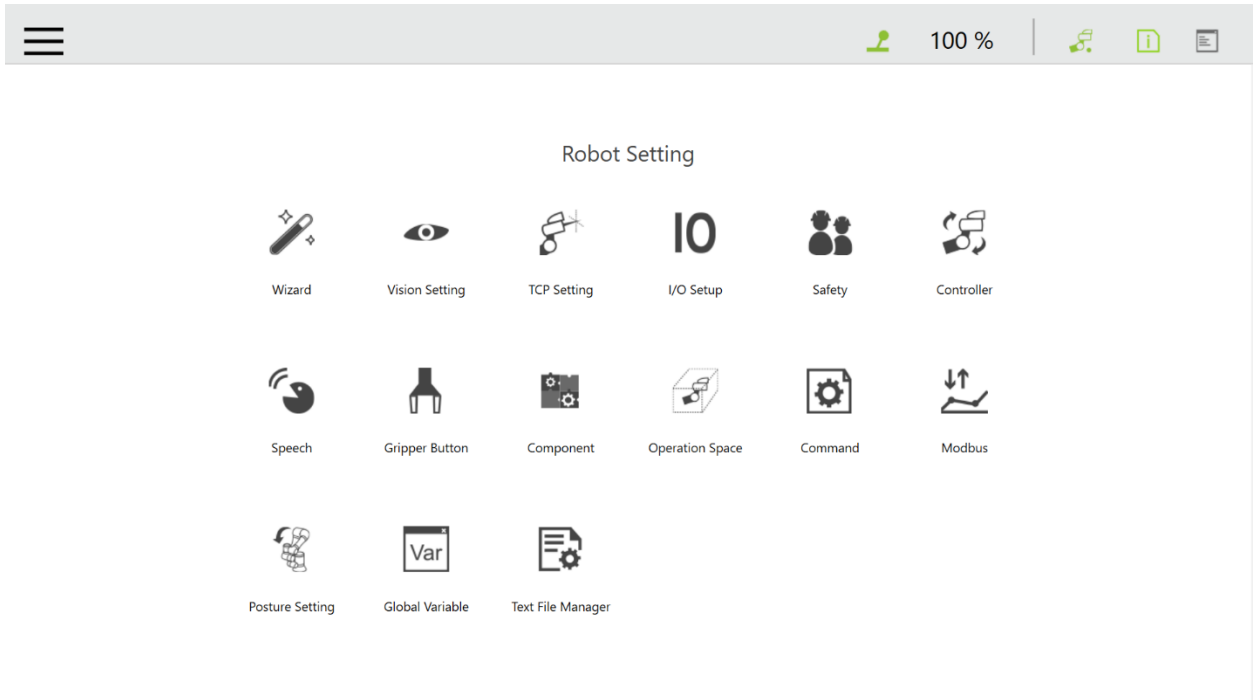 100 %
Robot Setting
IO
Wizard Vision Setting TCP Setting I/O Setup Safety Controller
Speech Gripper Button Component Operation Space Command Modbus
Var
Posture Setting Global Variable Text File Manager